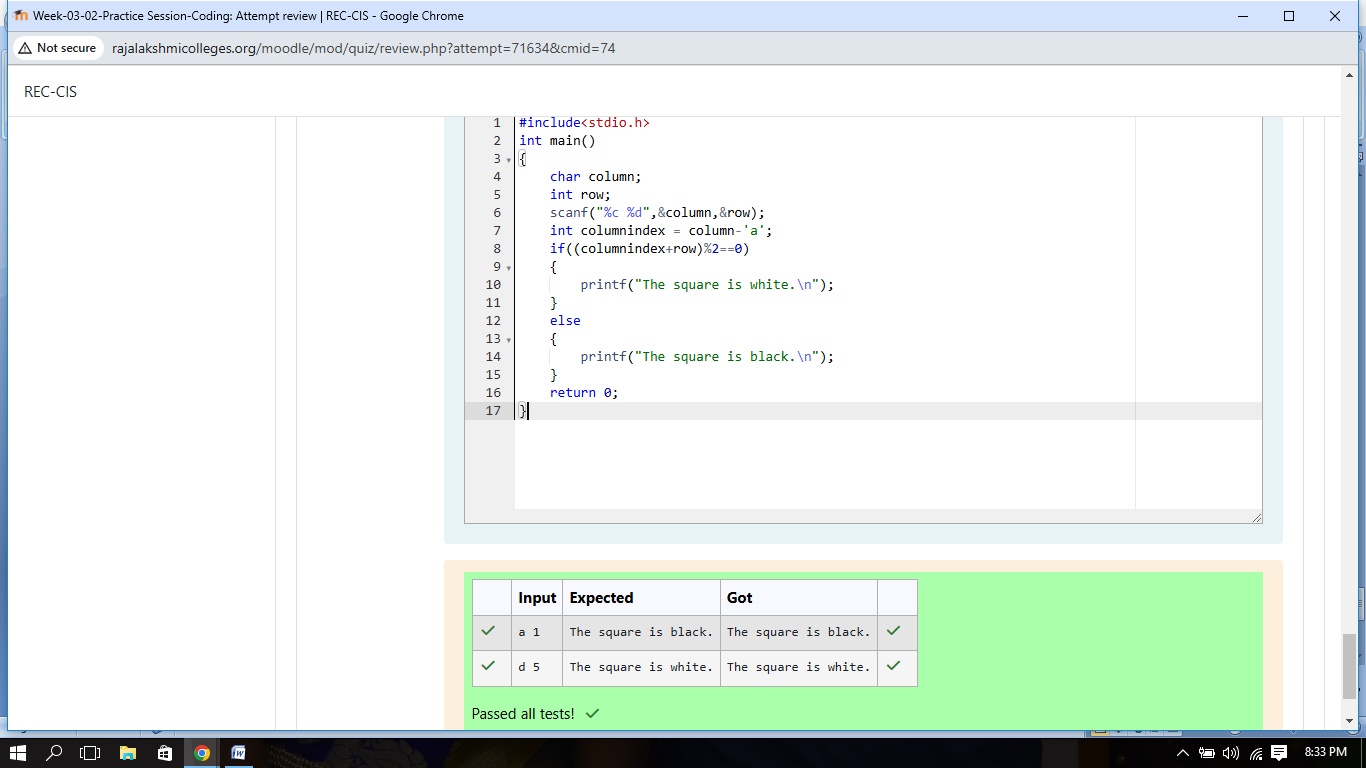 Week-03-02-Practice Session-Coding: Attempt review | REC-CIS - Google Chrome
Not secure rajalakshmicolleges.org/moodle/mod/quiz/review.php?attempt=71634&cmid=74
REC-CIS
1 #include<stdio.h>
2 int main()
3 {
4 char column;
5 int row;
6 scanf("%c %d",&column,&row);
7 int columnindex = column-'a';
8 if((columnindex+row)%2==0)
9 {
10 printf("The square is white.\n");
11 }
12 else
13 {
14 printf("The square is black.\n");
15 }
16 return 0;
17 }
Input Expected Got
a 1 The square is black. The square is black.
d 5 The square is white. The square is white.
Passed all tests!
8:33 PM